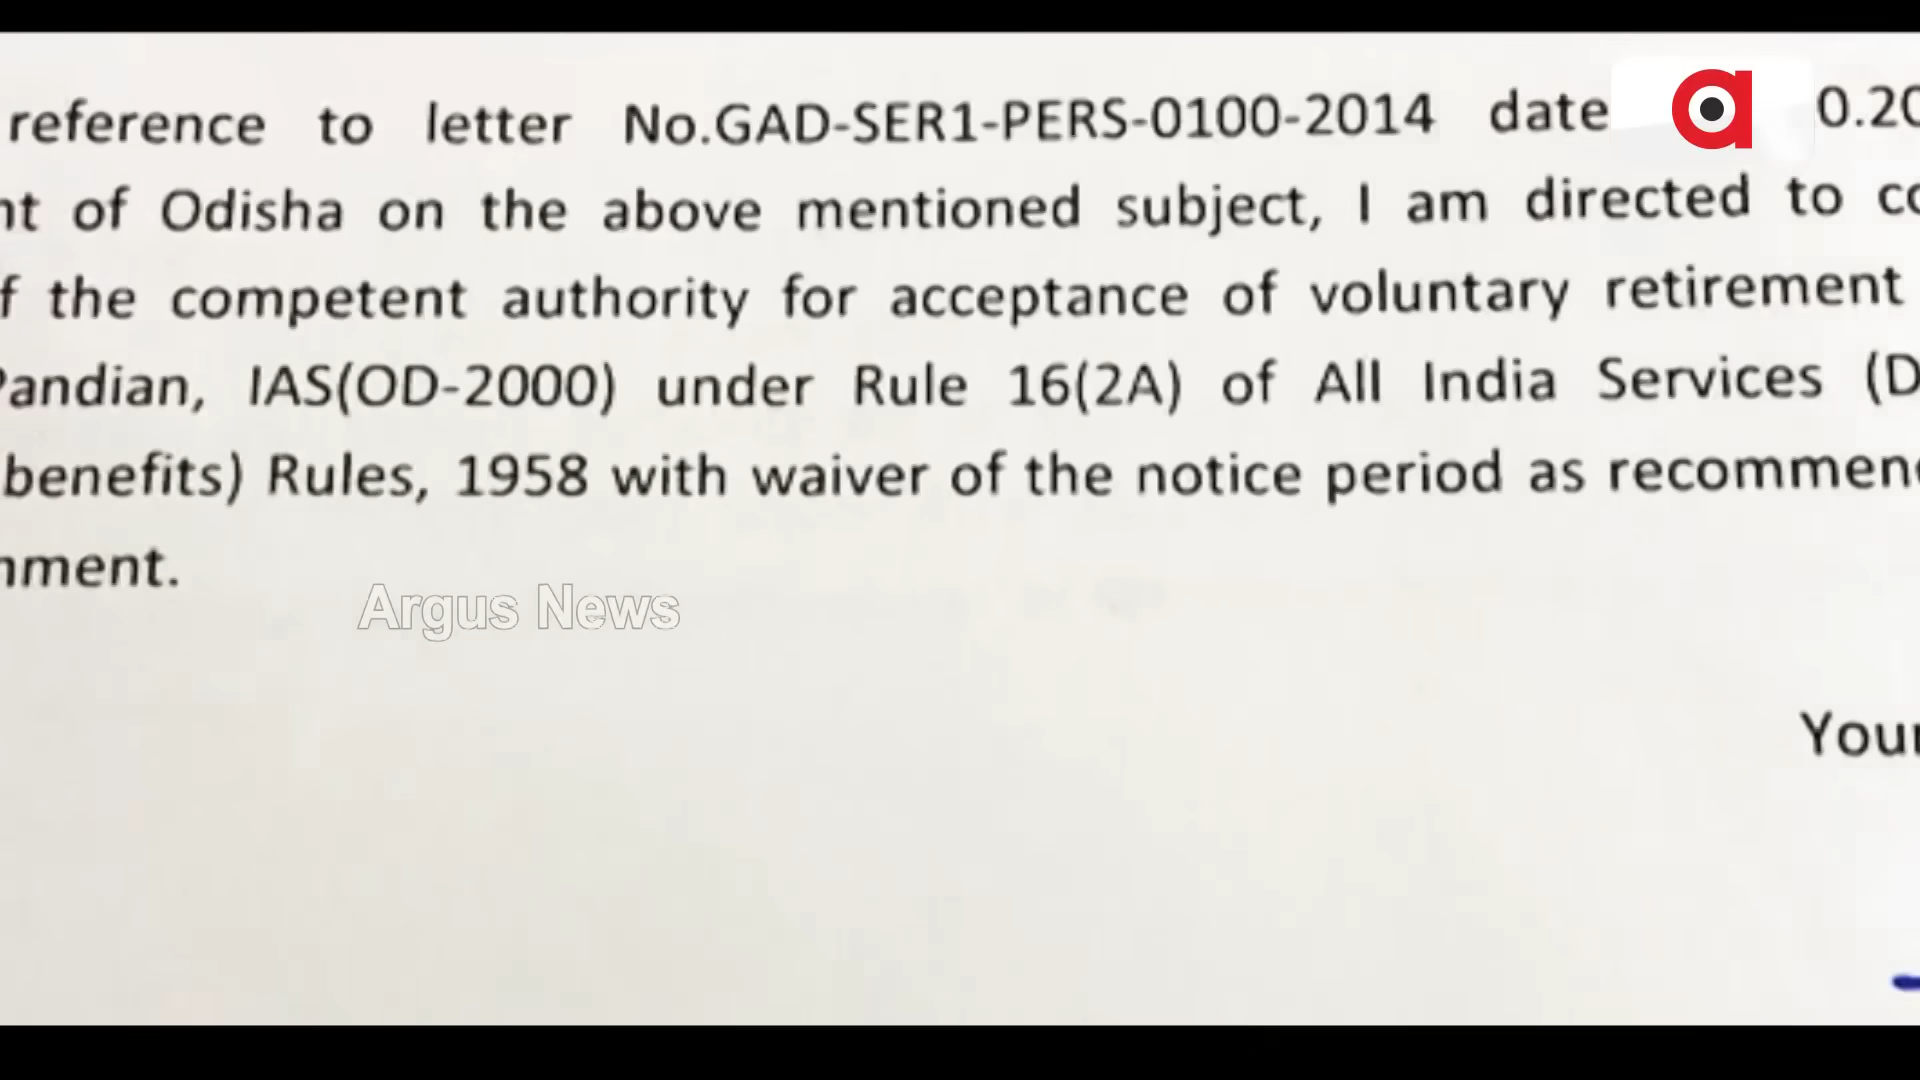 reference to letter No.GAD-SER1-PERS-0100-2014 date 0.20
nt of Odisha on the above mentioned subject, I am directed to co
f the competent authority for acceptance of voluntary retirement
Pandian, IAS(OD-2000) under Rule 16(2A) of All India Services (D
benefits) Rules, 1958 with waiver of the notice period as recommend
nment.
Argus News
Your